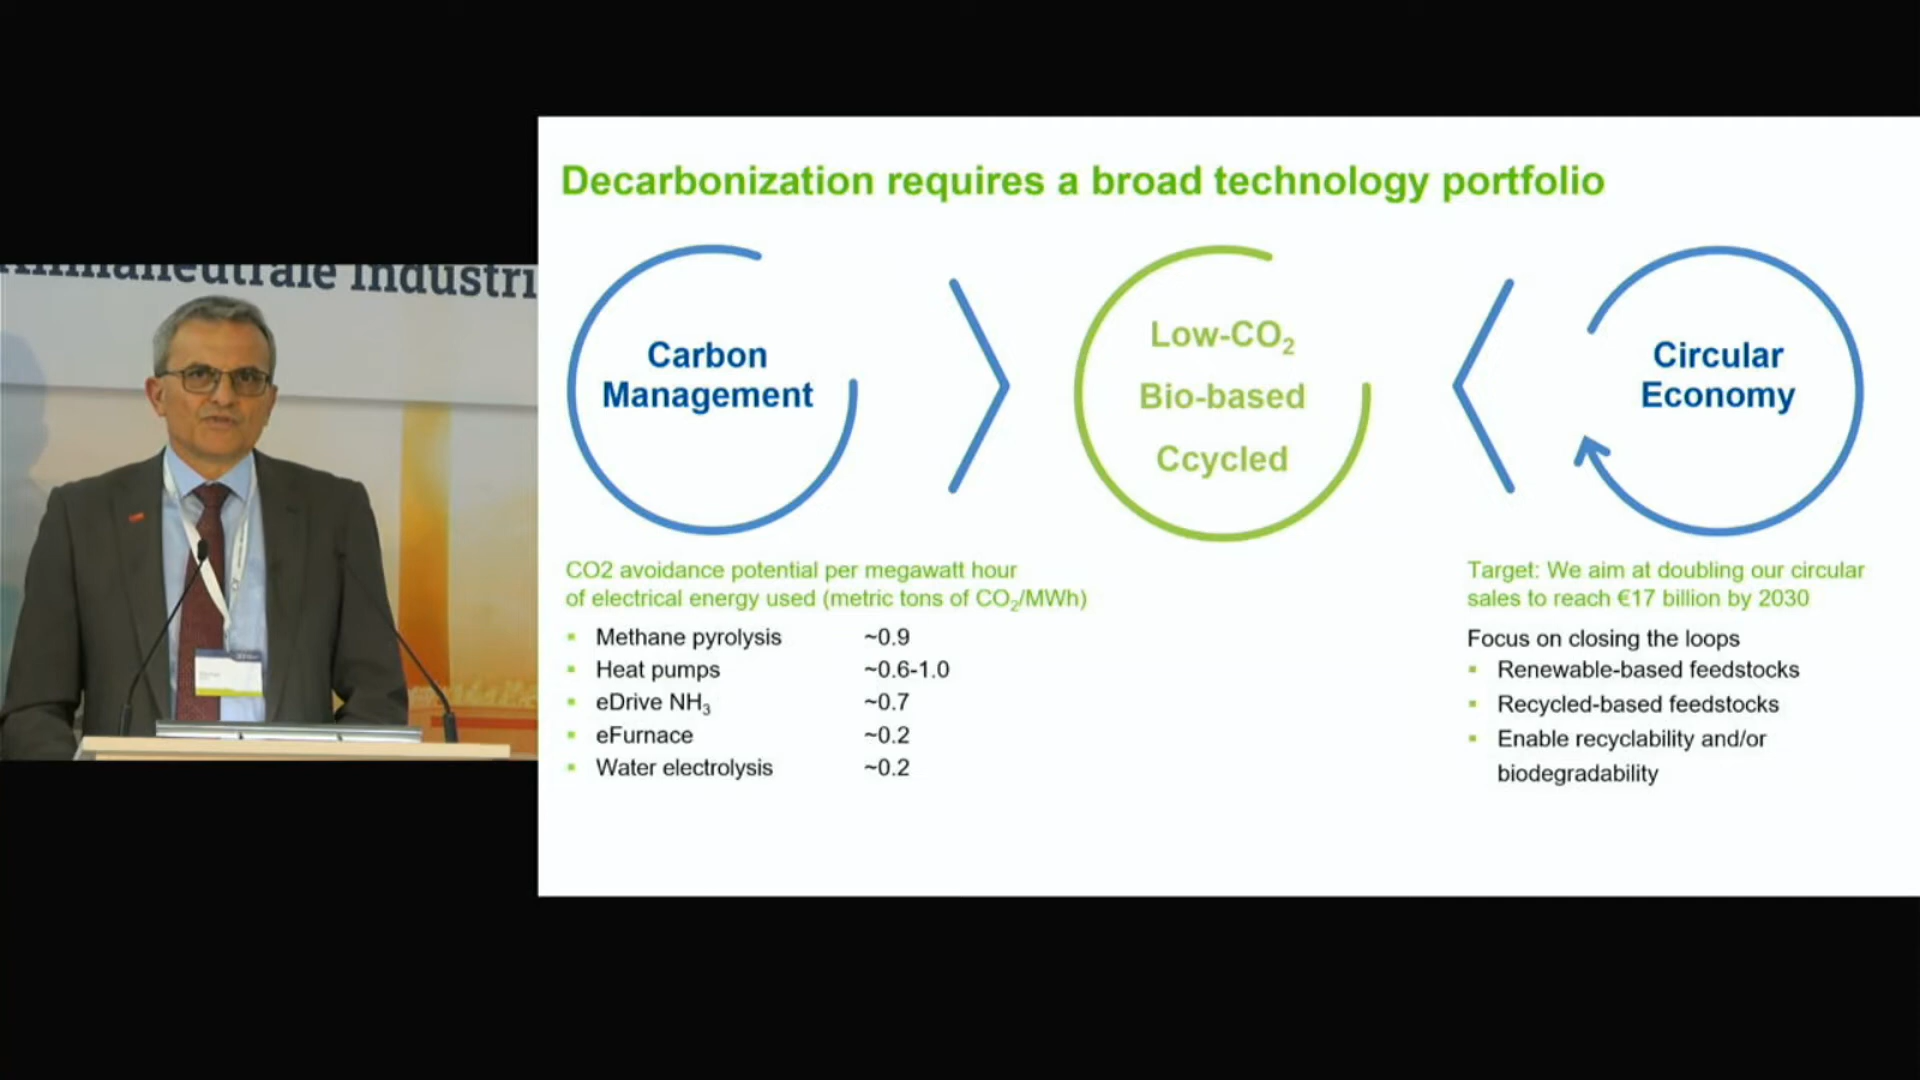 Klimaneutrale Industri
Decarbonization requires a broad technology portfolio
Carbon
Management
Low-CO₂
Bio-based
Ccycled
Circular
Economy
CO2 avoidance potential per megawatt hour
of electrical energy used (metric tons of CO₂/MWh)
▪ Methane pyrolysis ~0.9
▪ Heat pumps ~0.6-1.0
▪ eDrive NH₃ ~0.7
▪ eFurnace ~0.2
▪ Water electrolysis ~0.2
Target: We aim at doubling our circular
sales to reach €17 billion by 2030
Focus on closing the loops
▪ Renewable-based feedstocks
▪ Recycled-based feedstocks
▪ Enable recyclability and/or
biodegradability